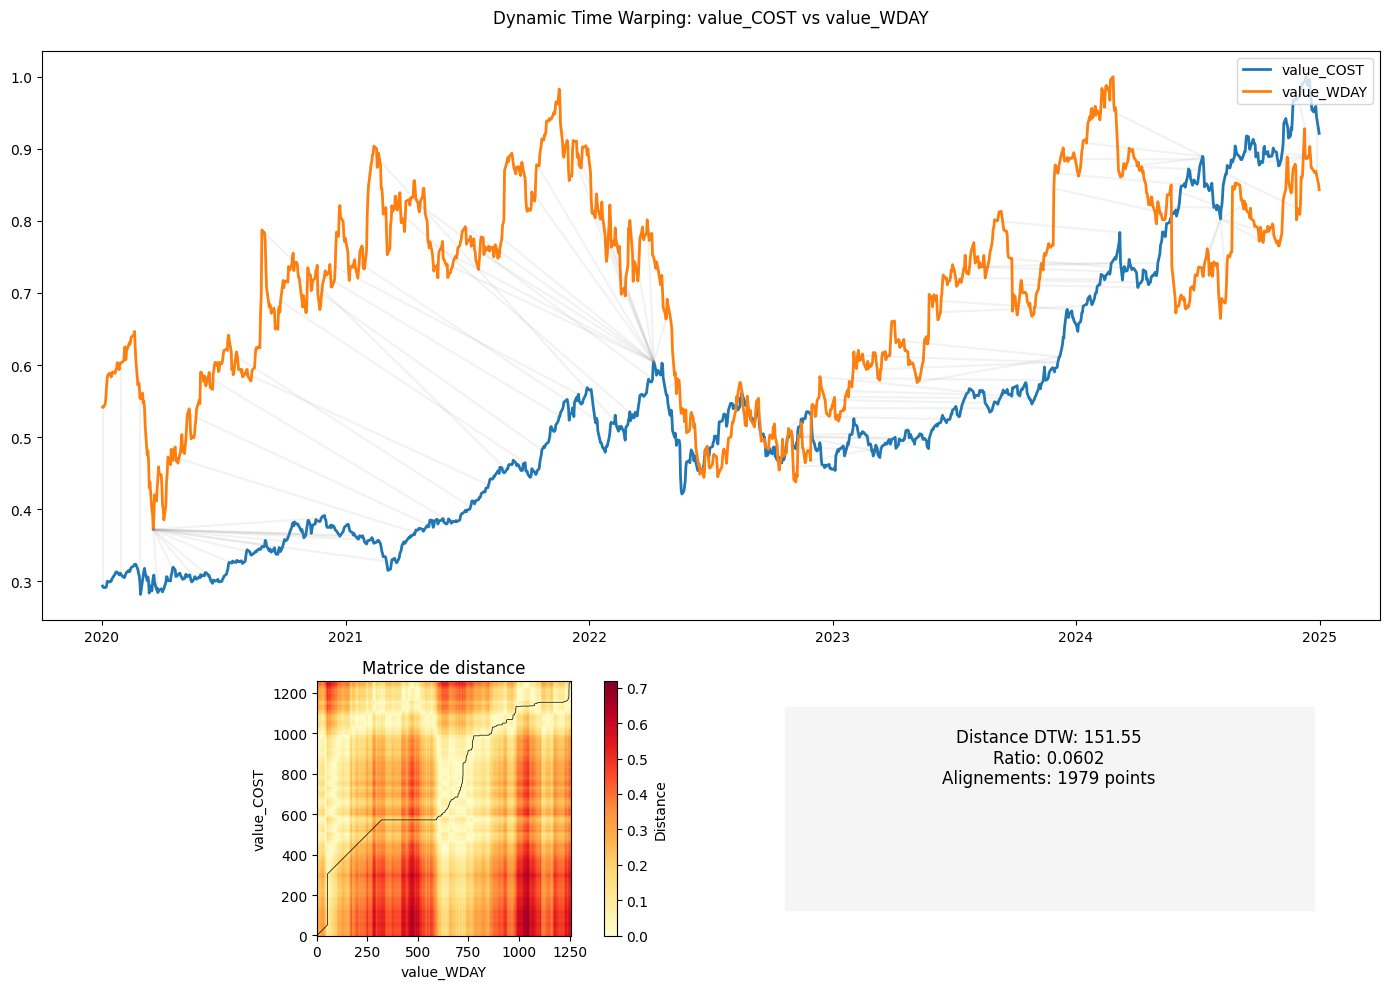 Dynamic Time Warping: value_COST vs value_WDAY
value_COST
value_WDAY
1.0
0.9
0.8
0.7
0.6
0.5
0.4
0.3
2020 2021 2022 2023 2024 2025
Matrice de distance
value_COST
1200
1000
800
600
400
200
0
0 250 500 750 1000 1250
value_WDAY
0.7
0.6
0.5
0.4
0.3
0.2
0.1
0.0
Distance
Distance DTW: 151.55
Ratio: 0.0602
Alignements: 1979 points